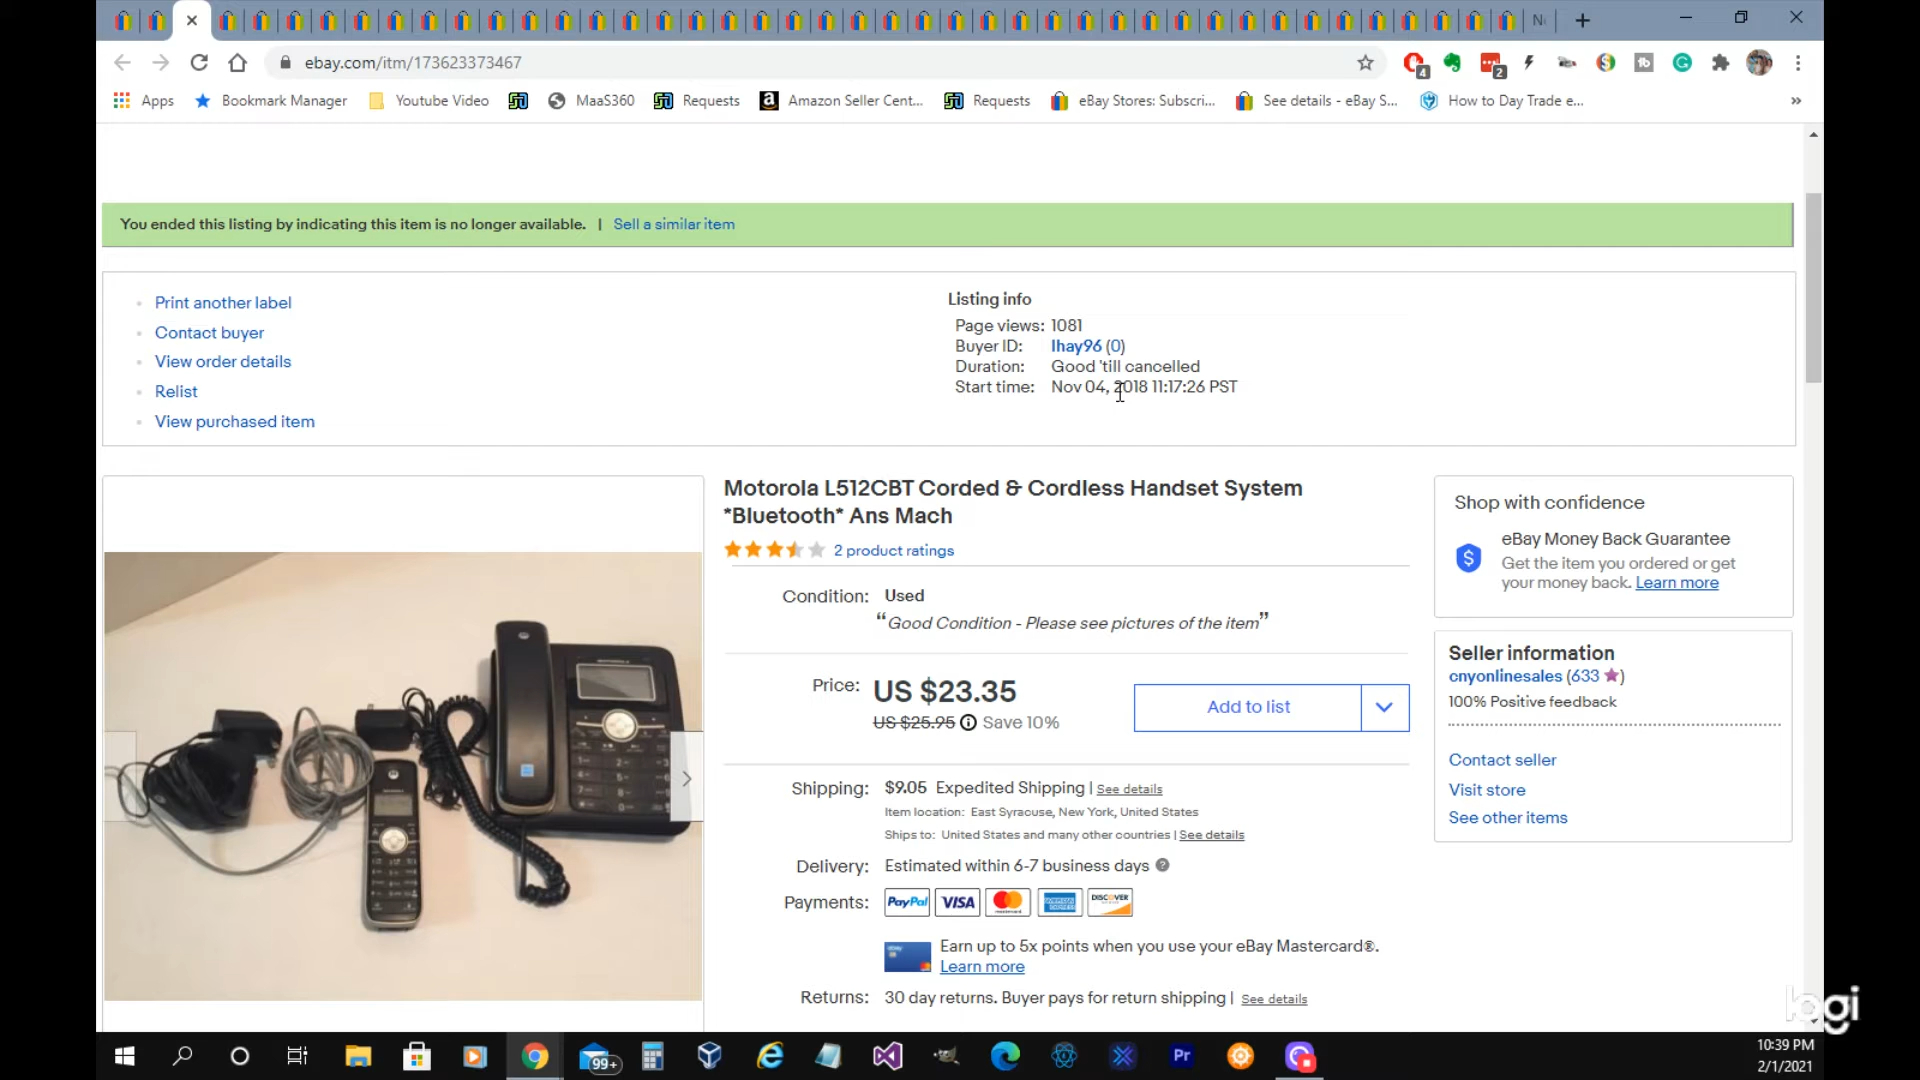 No
ebay.com/itm/173623373467
4
2
Apps
Bookmark Manager
Youtube Video
MaaS360
Requests
Amazon Seller Cent...
Requests
eBay Stores: Subscri...
See details - eBay S...
How to Day Trade e...
»
You ended this listing by indicating this item is no longer available. | Sell a similar item
Print another label
Contact buyer
View order details
Relist
View purchased item
Listing info
Page views: 1081
Buyer ID: lhay96 (0)
Duration: Good 'till cancelled
Start time: Nov 04, 2018 11:17:26 PST
Motorola L512CBT Corded & Cordless Handset System
*Bluetooth* Ans Mach
2 product ratings
Condition: Used
“Good Condition - Please see pictures of the item”
Price: US $23.35
US $25.95 Save 10%
Add to list
Shipping: $9.05 Expedited Shipping | See details
Item location: East Syracuse, New York, United States
Ships to: United States and many other countries | See details
Delivery: Estimated within 6-7 business days
Payments: PayPal VISA mastercard DISCOVER
Earn up to 5x points when you use your eBay Mastercard®.
Learn more
Returns: 30 day returns. Buyer pays for return shipping | See details
Shop with confidence
eBay Money Back Guarantee
Get the item you ordered or get
your money back. Learn more
Seller information
cnyonlinesales (633)
100% Positive feedback
Contact seller
Visit store
See other items
logi
99+
Pr
10:39 PM
2/1/2021